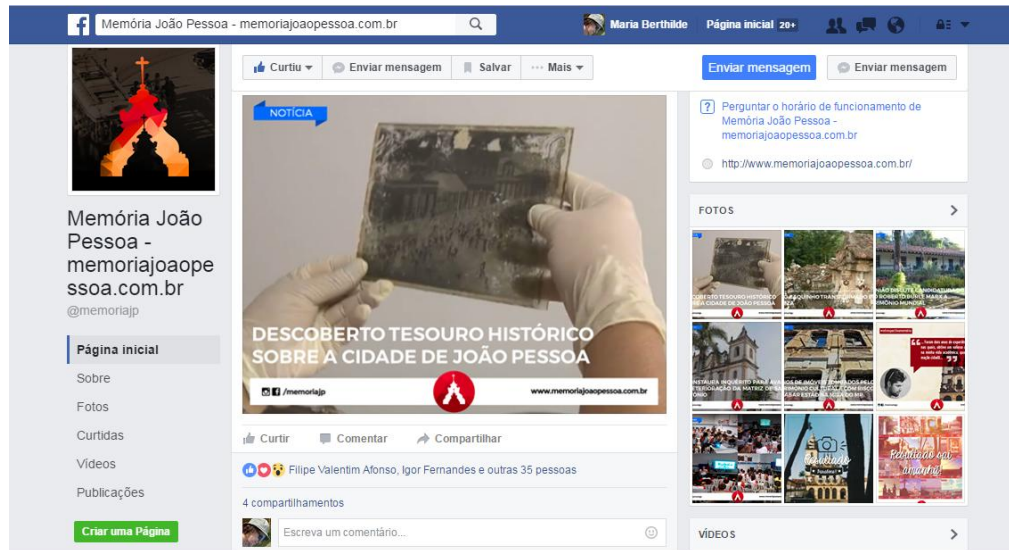 Memória João Pessoa - memoriajoaopessoa.com.br
Maria Berthilde
Página inicial 20+
Memória João
Pessoa -
memoriajoaope
ssoa.com.br
@memoriajp
Página inicial
Sobre
Fotos
Curtidas
Vídeos
Publicações
Criar uma Página
Curtiu
Enviar mensagem
Salvar
Mais
NOTÍCIA
DESCOBERTO TESOURO HISTÓRICO
SOBRE A CIDADE DE JOÃO PESSOA
/memoriajp
www.memoriajoaopessoa.com.br
Curtir
Comentar
Compartilhar
Filipe Valentim Afonso, Igor Fernandes e outras 35 pessoas
4 compartilhamentos
Escreva um comentário...
Enviar mensagem
Enviar mensagem
Perguntar o horário de funcionamento de
Memória João Pessoa -
memoriajoaopessoa.com.br
http://www.memoriajoaopessoa.com.br/
FOTOS
Resultado
Resultado sai
amanhã!
VÍDEOS